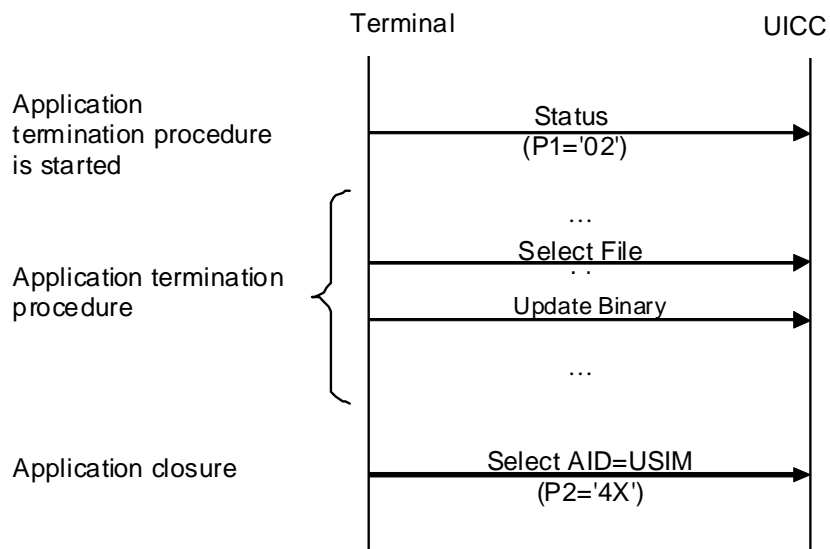 Terminal UICC
Application
termination procedure
is started
Status
(P1='02')
...
Select File
. .
Application termination
procedure
Update Binary
...
Application closure
Select AID=USIM
(P2='4X')